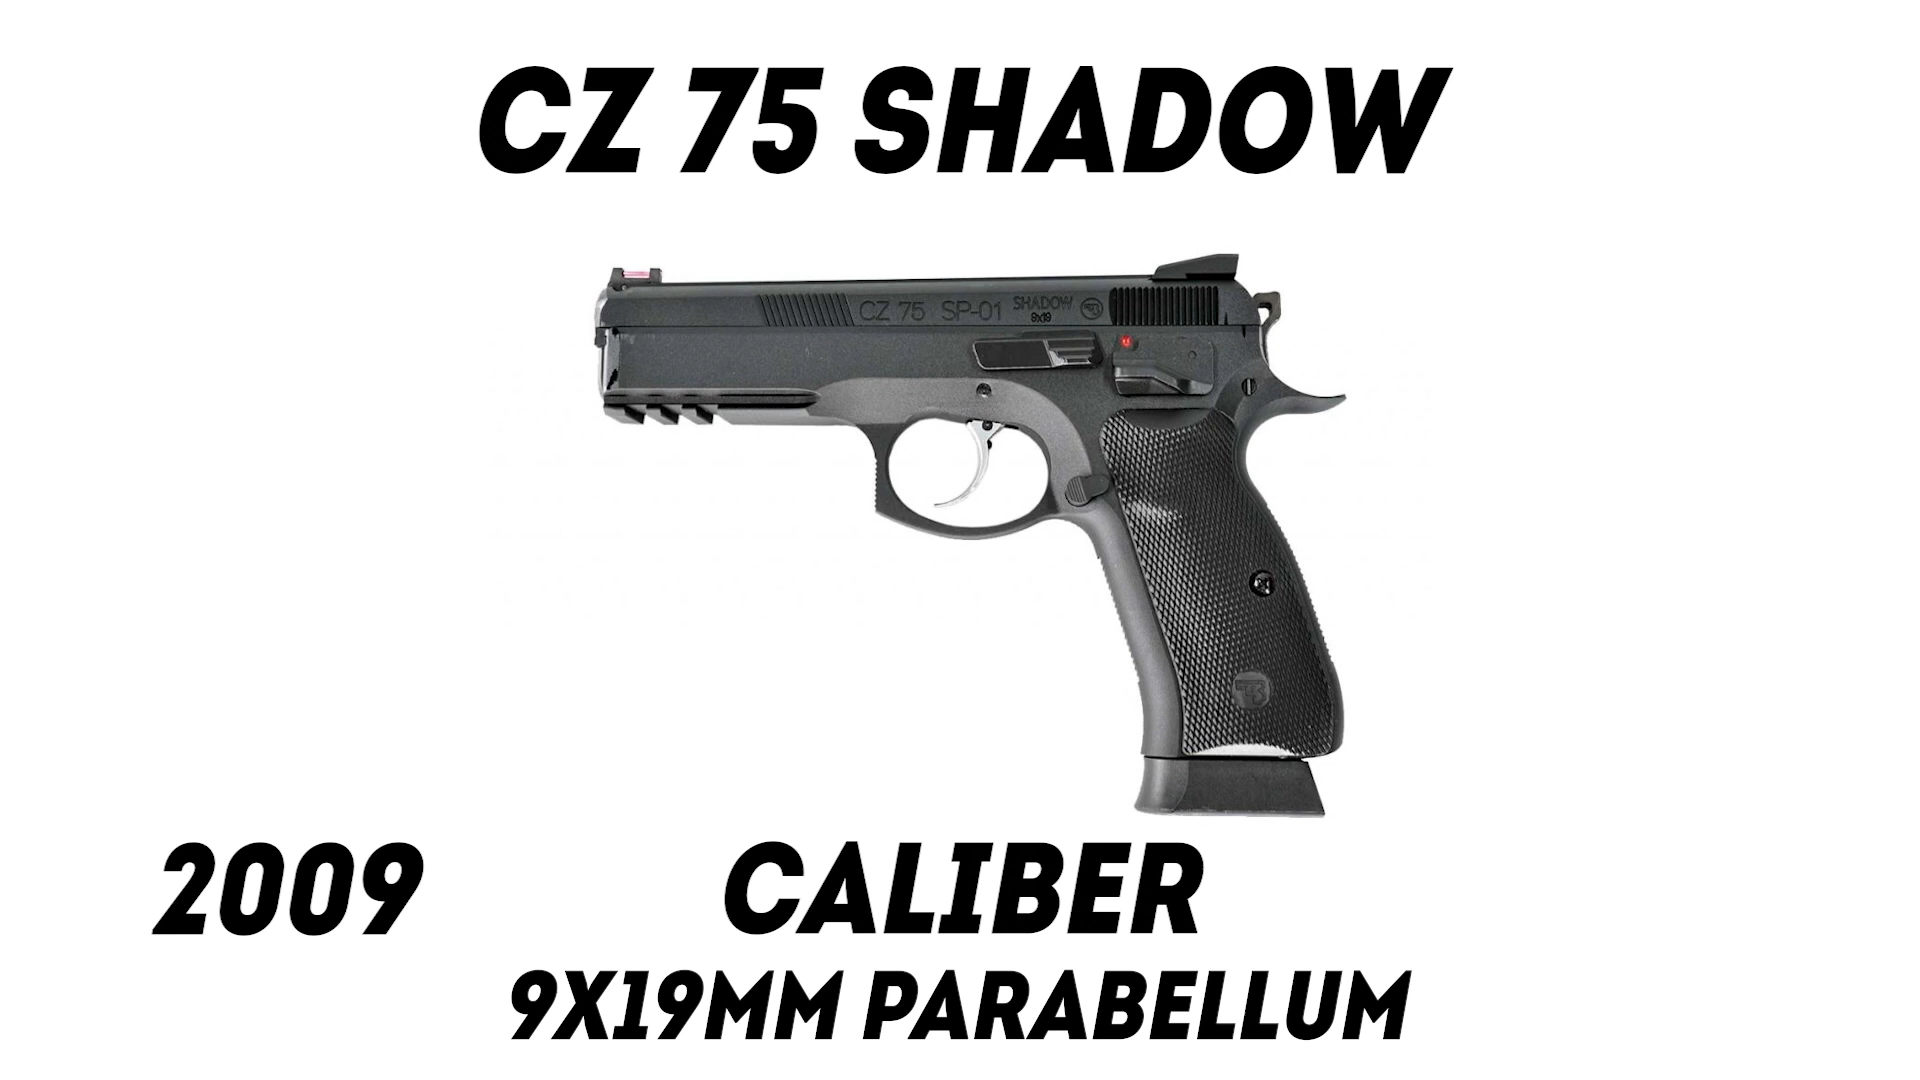 CZ 75 SHADOW
CZ 75 SP-01 SHADOW
9x19
2009
CALIBER
9X19MM PARABELLUM